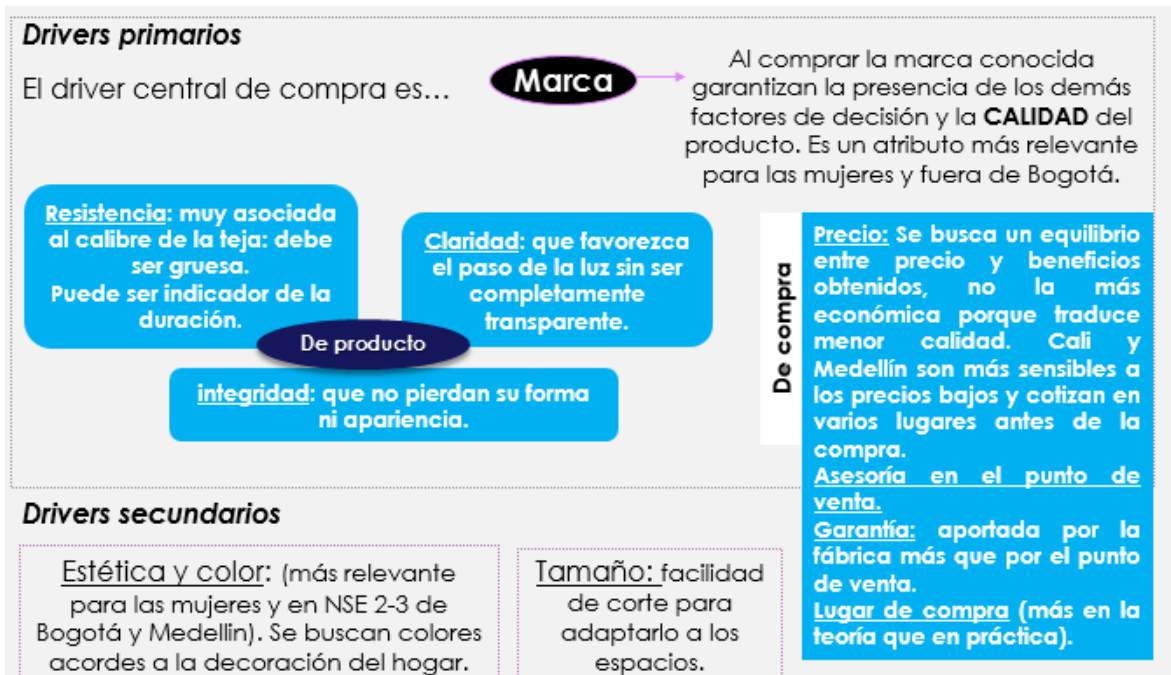 Drivers primarios
El driver central de compra es...
Marca
Al comprar la marca conocida
garantizan la presencia de los demás
factores de decisión y la CALIDAD del
producto. Es un atributo más relevante
para las mujeres y fuera de Bogotá.
Resistencia: muy asociada
al calibre de la teja: debe
ser gruesa.
Puede ser indicador de la
duración.
Claridad: que favorezca
el paso de la luz sin ser
completamente
transparente.
De producto
integridad: que no pierdan su forma
ni apariencia.
De compra
Precio: Se busca un equilibrio
entre precio y beneficios
obtenidos, no la más
económica porque traduce
menor calidad. Cali y
Medellín son más sensibles a
los precios bajos y cotizan en
varios lugares antes de la
compra.
Asesoría en el punto de
venta.
Garantía: aportada por la
fábrica más que por el punto
de venta.
Lugar de compra (más en la
teoría que en práctica).
Drivers secundarios
Estética y color: (más relevante
para las mujeres y en NSE 2-3 de
Bogotá y Medellin). Se buscan colores
acordes a la decoración del hogar.
Tamaño: facilidad
de corte para
adaptarlo a los
espacios.